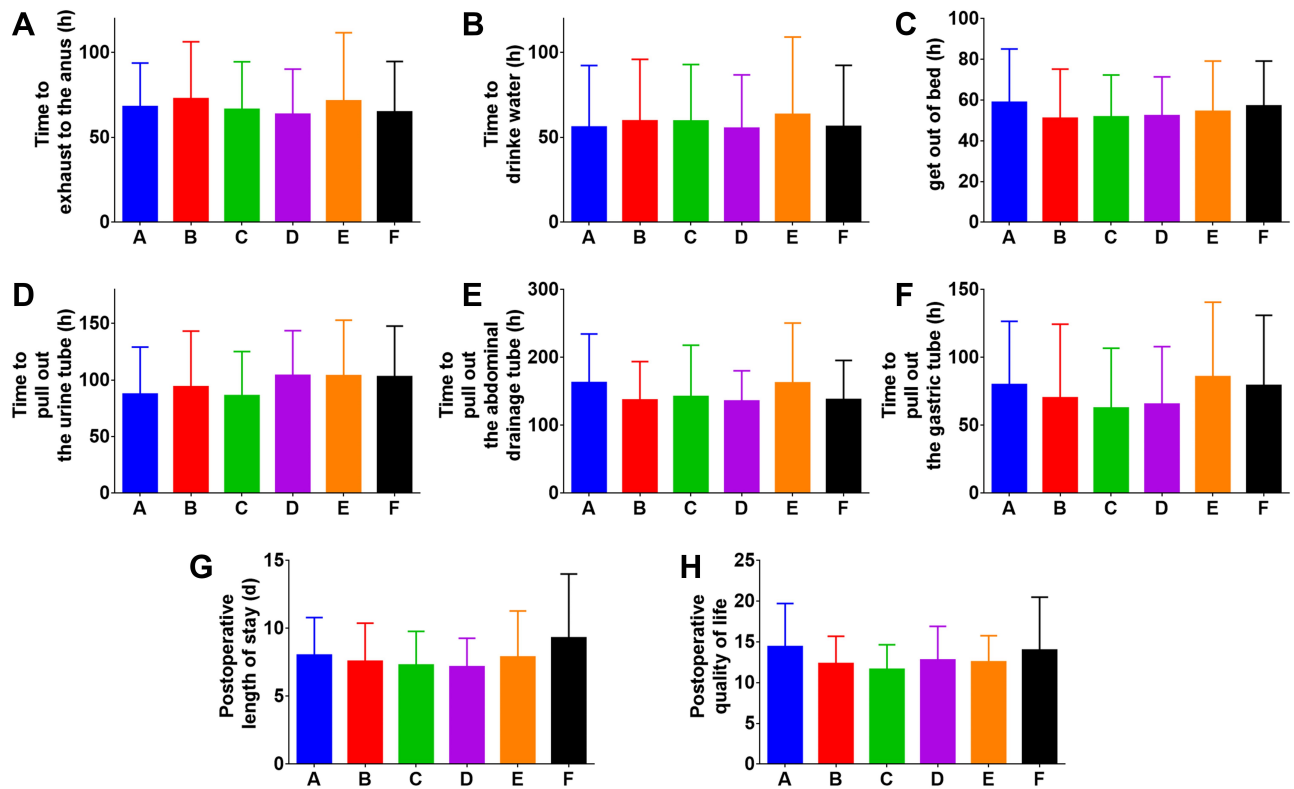 A
Time to
exhaust to the anus (h)
100
50
0
A B C D E F
B
Time to
drinke water (h)
100
50
0
A B C D E F
C
get out of bed (h)
100
80
60
40
20
0
A B C D E F
D
Time to
pull out
the urine tube (h)
150
100
50
0
A B C D E F
E
Time to
pull out
the abdominal
drainage tube (h)
300
200
100
0
A B C D E F
F
Time to
pull out
the gastric tube (h)
150
100
50
0
A B C D E F
G
Postoperative
length of stay (d)
15
10
5
0
A B C D E F
H
Postoperative
quality of life
25
20
15
10
5
0
A B C D E F